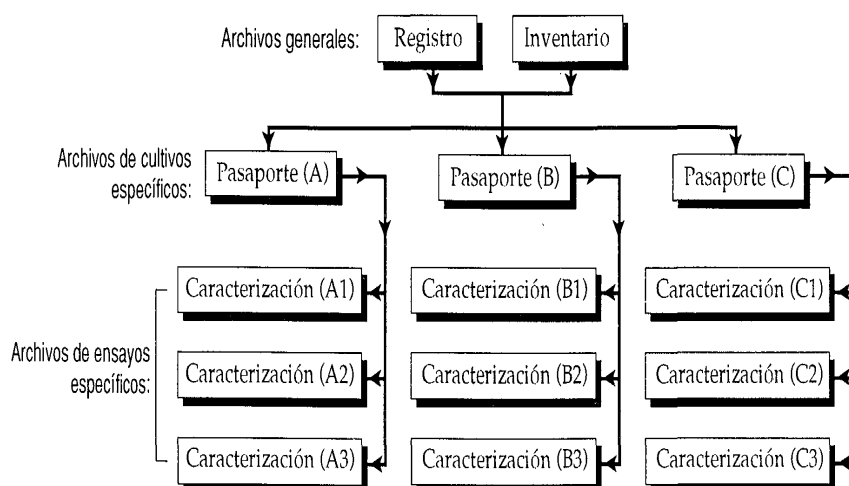 Archivos generales:
Registro
Inventario
Archivos de cultivos
específicos:
Pasaporte (A)
Pasaporte (B)
Pasaporte (C)
Archivos de ensayos
específicos:
Caracterización (A1)
Caracterización (B1)
Caracterización (C1)
Caracterización (A2)
Caracterización (B2)
Caracterización (C2)
Caracterización (A3)
Caracterización (B3)
Caracterización (C3)